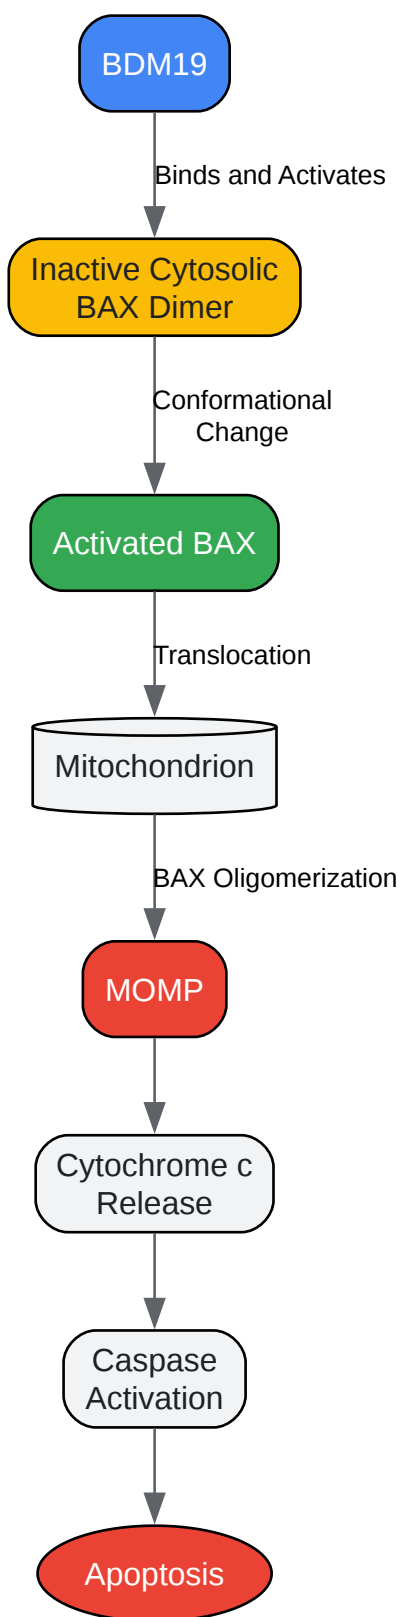 BDM19
Binds and Activates
Inactive Cytosolic
BAX Dimer
Conformational
Change
Activated BAX
Translocation
Mitochondrion
BAX Oligomerization
MOMP
Cytochrome c
Release
Caspase
Activation
Apoptosis